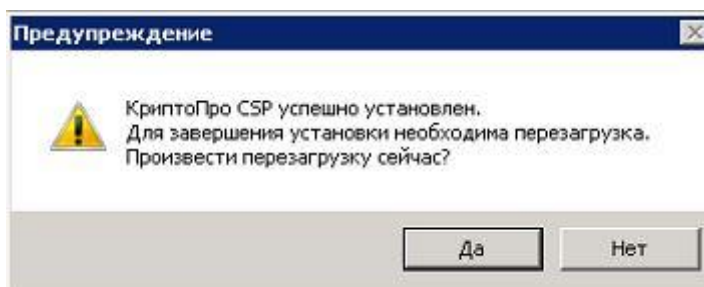 Предупреждение
КриптоПро CSP успешно установлен.
Для завершения установки необходима перезагрузка.
Произвести перезагрузку сейчас?
Да
Нет